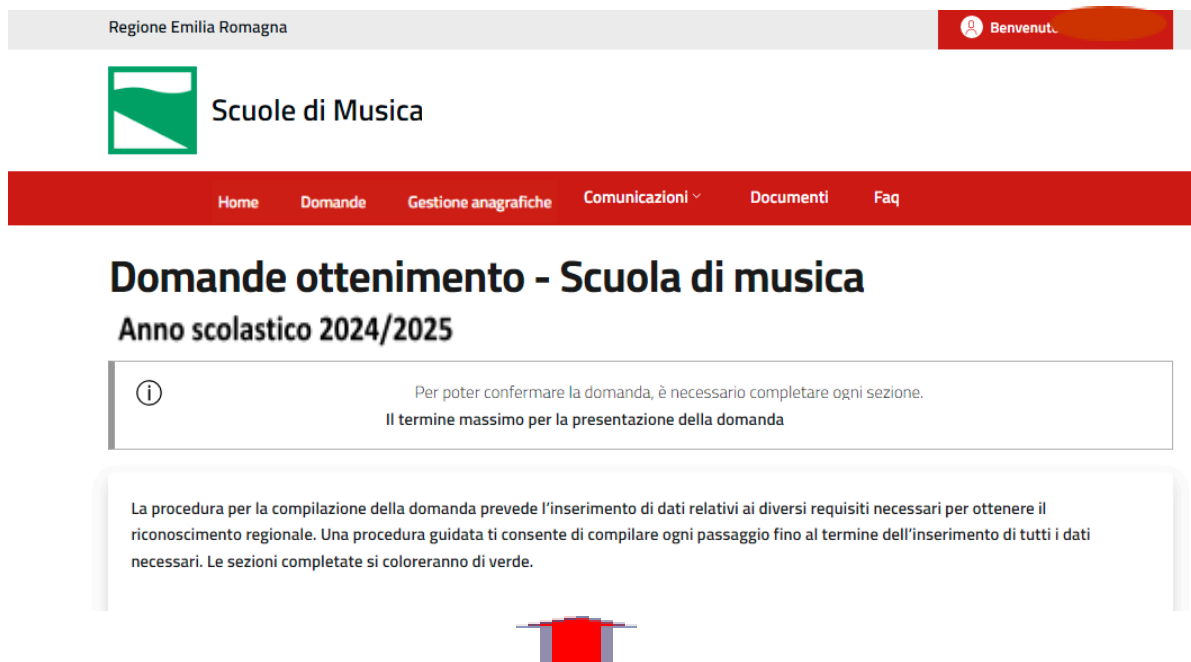 Regione Emilia Romagna
Scuole di Musica
Home Domande Gestione anagrafiche Comunicazioni Documenti Faq
Domande ottenimento - Scuola di musica
Anno scolastico 2024/2025
Per poter confermare la domanda, è necessario completare ogni sezione.
Il termine massimo per la presentazione della domanda
La procedura per la compilazione della domanda prevede l'inserimento di dati relativi ai diversi requisiti necessari per ottenere il
riconoscimento regionale. Una procedura guidata ti consente di compilare ogni passaggio fino al termine dell'inserimento di tutti i dati
necessari. Le sezioni completate si coloreranno di verde.